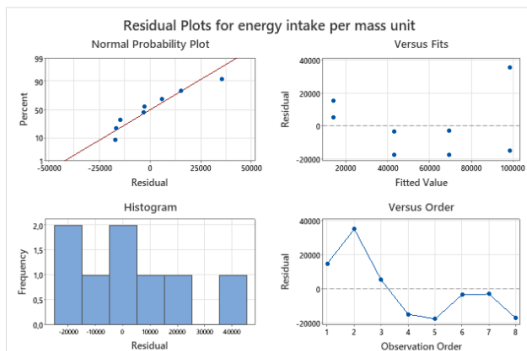 Residual Plots for energy intake per mass unit
Normal Probability Plot
99
90
50
10
1
Percent
-50000 -25000 0 25000 50000
Residual
Versus Fits
40000
20000
0
-20000
Residual
20000 40000 60000 80000 100000
Fitted Value
Histogram
2,0
1,5
1,0
0,5
0,0
Frequency
-20000 -10000 0 10000 20000 30000 40000
Residual
Versus Order
40000
20000
0
-20000
Residual
1 2 3 4 5 6 7 8
Observation Order